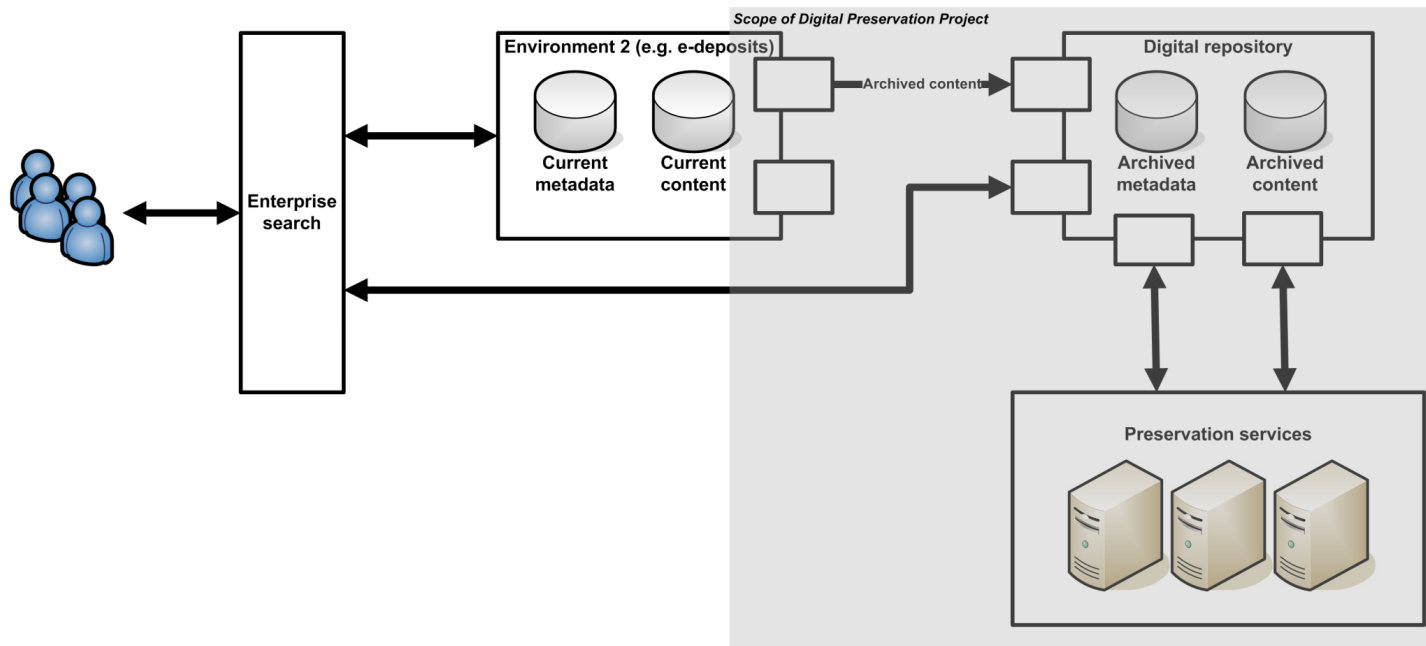 Scope of Digital Preservation Project
Environment 2 (e.g. e-deposits)
Digital repository
Archived content
Current
metadata
Current
content
Archived
metadata
Archived
content
Enterprise
search
Preservation services